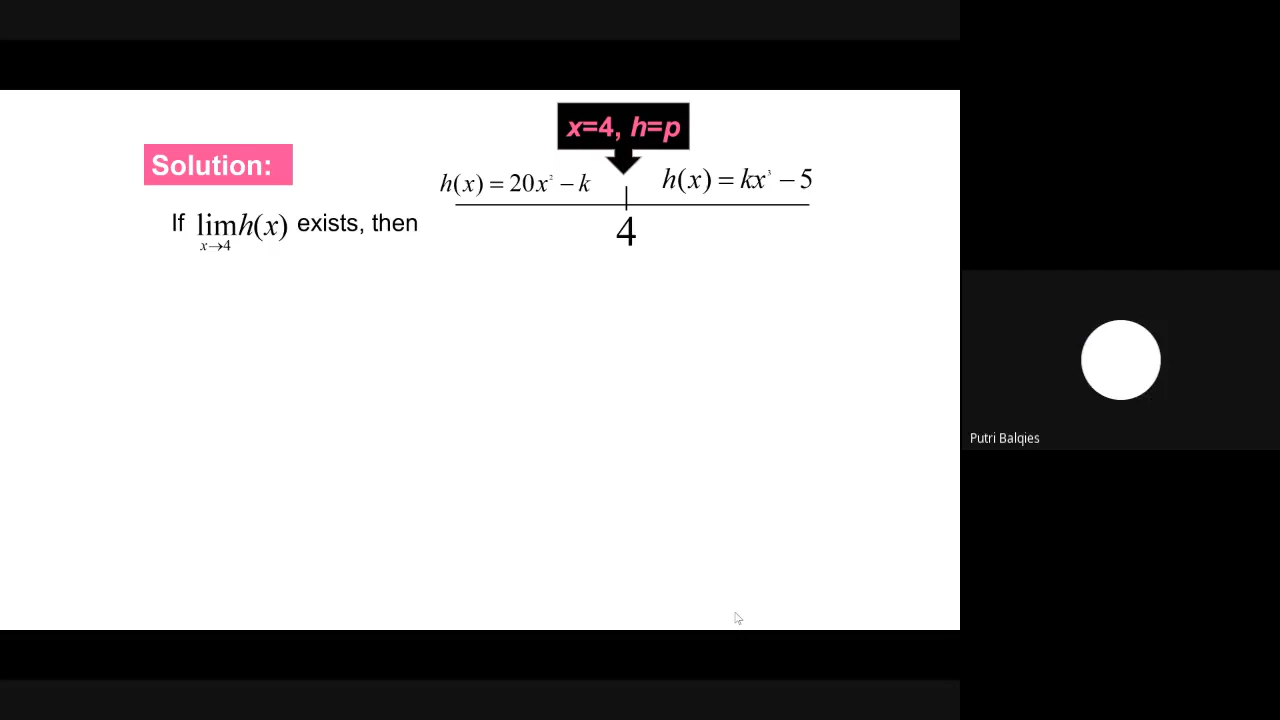 x=4, h=p
Solution:
h(x) = 20x² − k
h(x) = kx³ − 5
If lim h(x) exists, then
x→4
4
Putri Balqies